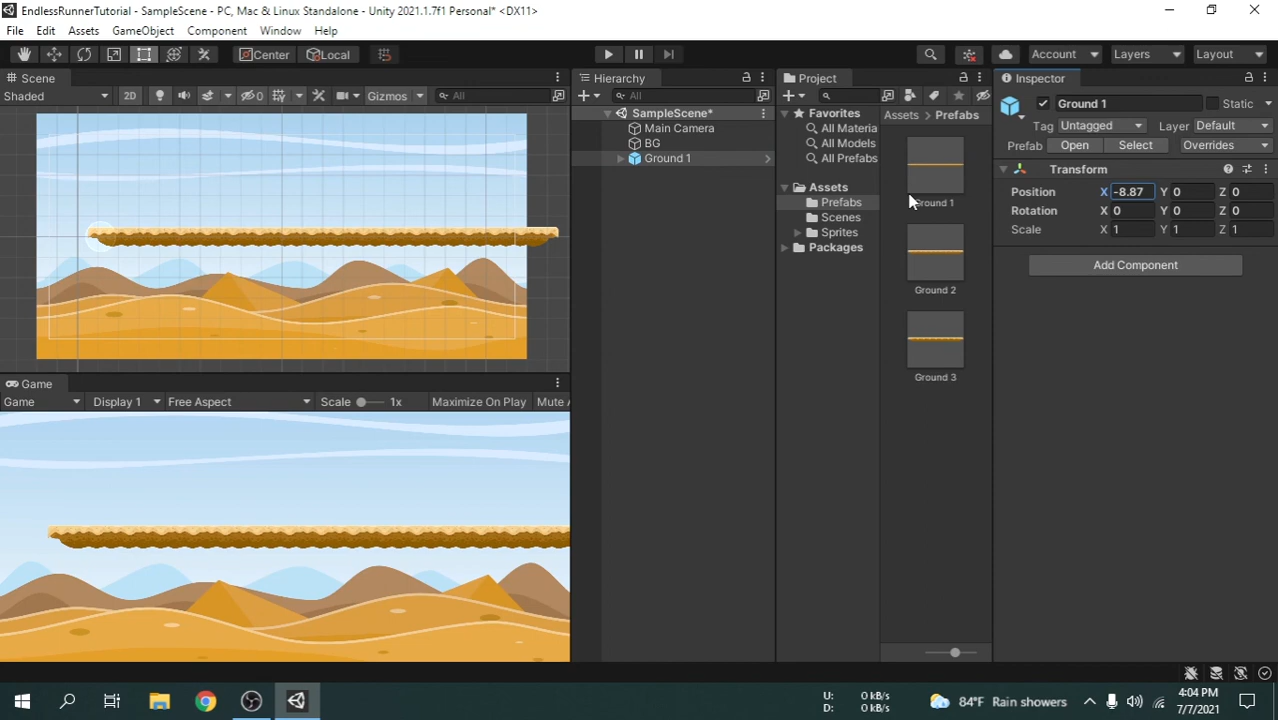 EndlessRunnerTutorial - SampleScene - PC, Mac & Linux Standalone - Unity 2021.1.7f1 Personal* <DX11>
File Edit Assets GameObject Component Window Help
Center Local Account Layers Layout
Scene
Shaded 2D 0 Gizmos All
Hierarchy
All
SampleScene*
Main Camera
BG
Ground 1
Project
Favorites
All Materia
All Models
All Prefabs
Assets
Prefabs
Scenes
Sprites
Packages
Assets Prefabs
Ground 1
Ground 2
Ground 3
Inspector
Ground 1 Static
Tag Untagged Layer Default
Prefab Open Select Overrides
Transform
Position X -8.87 Y 0 Z 0
Rotation X 0 Y 0 Z 0
Scale X 1 Y 1 Z 1
Add Component
Game
Game Display 1 Free Aspect Scale 1x Maximize On Play Mute A
U: 0 kB/s
D: 0 kB/s
84°F Rain showers
4:04 PM
7/7/2021